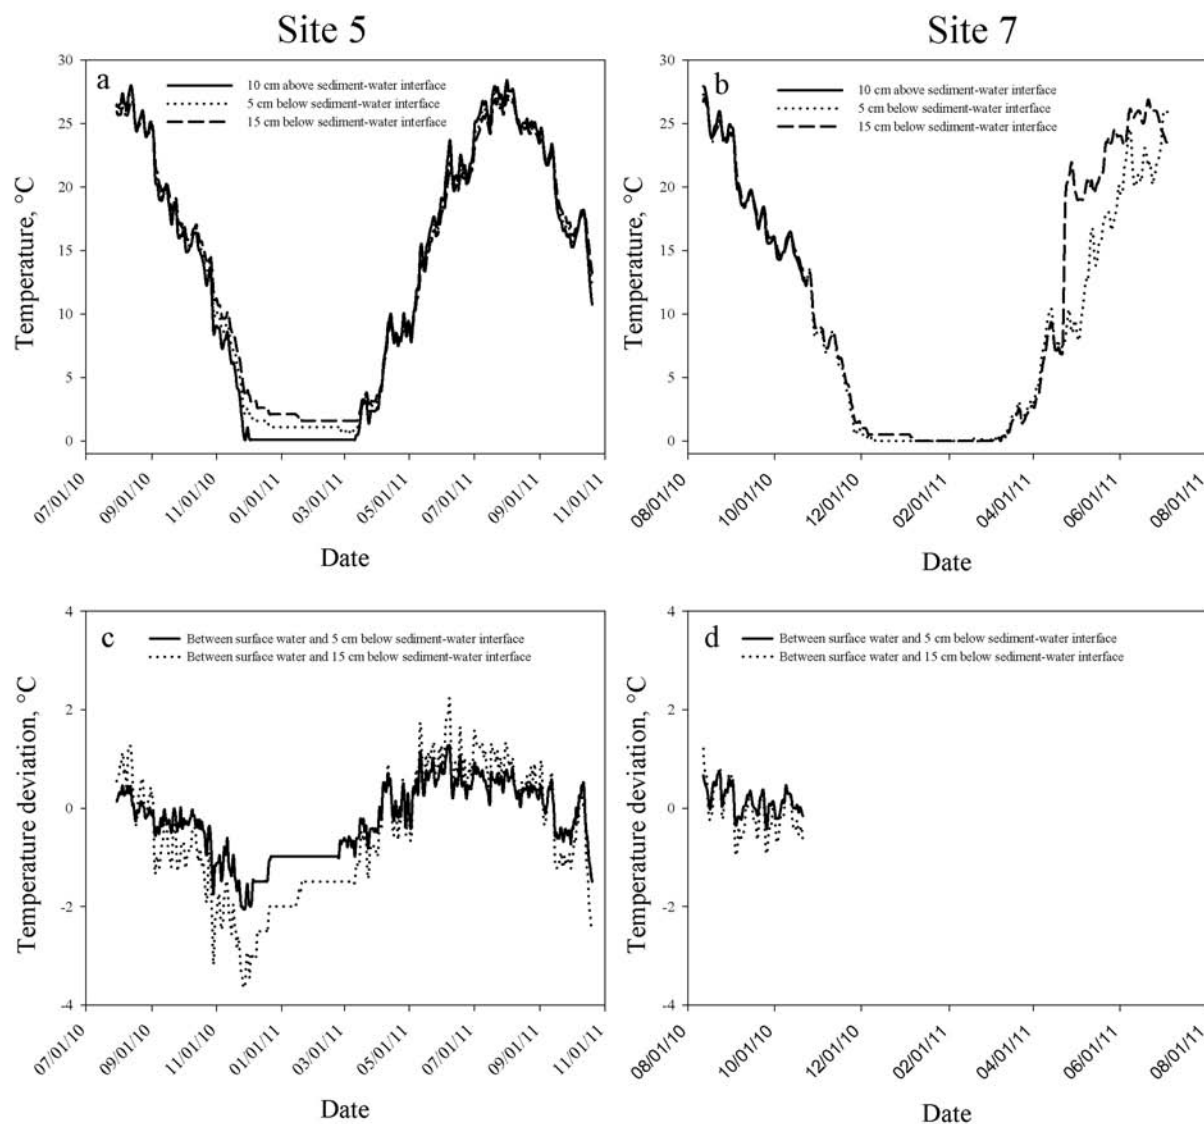 Site 5
Site 7
a
10 cm above sediment-water interface
5 cm below sediment-water interface
15 cm below sediment-water interface
Temperature, °C
30
25
20
15
10
5
0
07/01/10
09/01/10
11/01/10
01/01/11
03/01/11
05/01/11
07/01/11
09/01/11
11/01/11
Date
b
10 cm above sediment-water interface
5 cm below sediment-water interface
15 cm below sediment-water interface
Temperature, °C
30
25
20
15
10
5
0
08/01/10
10/01/10
12/01/10
02/01/11
04/01/11
06/01/11
08/01/11
Date
c
Between surface water and 5 cm below sediment-water interface
Between surface water and 15 cm below sediment-water interface
Temperature deviation, °C
4
2
0
-2
-4
07/01/10
09/01/10
11/01/10
01/01/11
03/01/11
05/01/11
07/01/11
09/01/11
11/01/11
Date
d
Between surface water and 5 cm below sediment-water interface
Between surface water and 15 cm below sediment-water interface
Temperature deviation, °C
4
2
0
-2
-4
08/01/10
10/01/10
12/01/10
02/01/11
04/01/11
06/01/11
08/01/11
Date